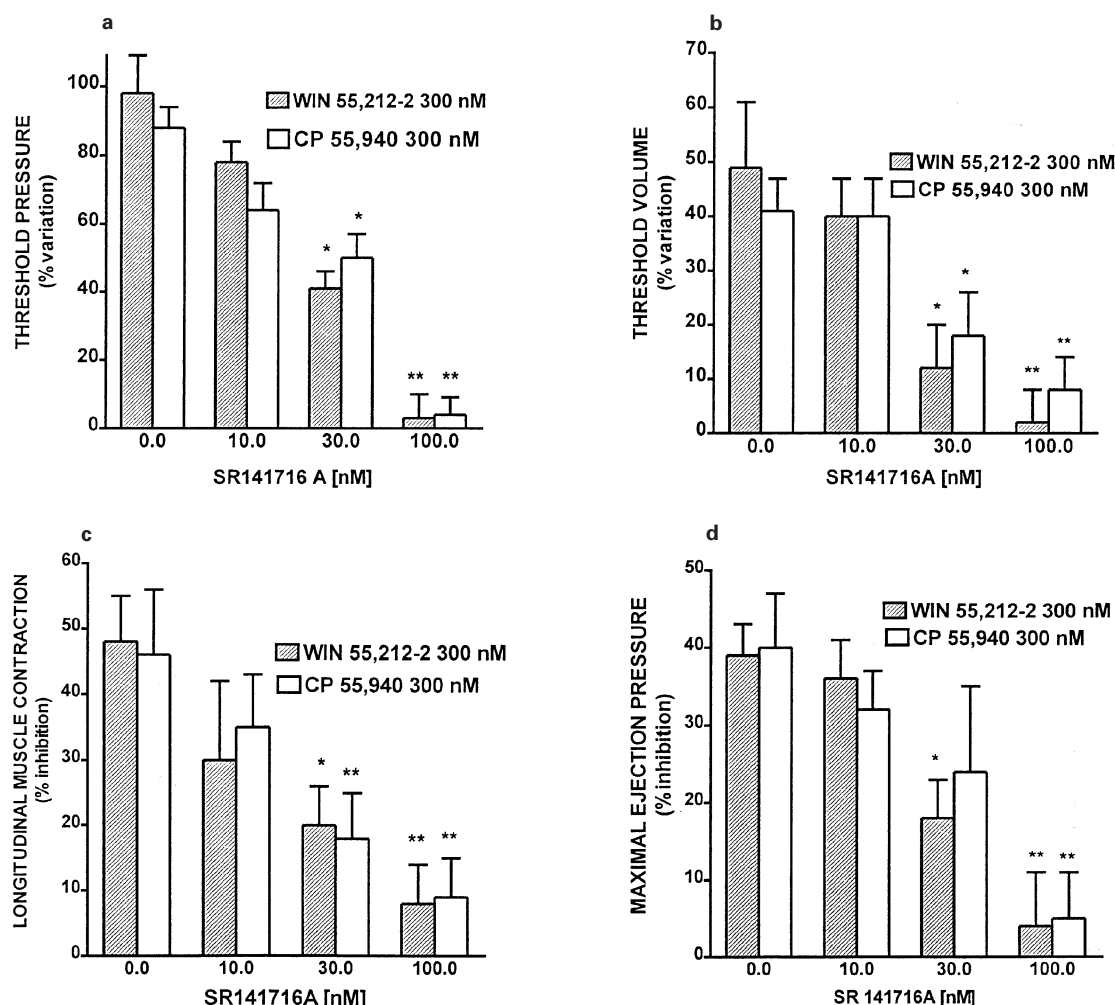 a
THRESHOLD PRESSURE
(% variation)
100
80
60
40
20
0
WIN 55,212-2 300 nM
CP 55,940 300 nM
* *
** **
0.0 10.0 30.0 100.0
SR141716 A [nM]
b
THRESHOLD VOLUME
(% variation)
70
60
50
40
30
20
10
0
WIN 55,212-2 300 nM
CP 55,940 300 nM
* *
** **
0.0 10.0 30.0 100.0
SR141716A [nM]
c
LONGITUDINAL MUSCLE CONTRACTION
(% inhibition)
60
50
40
30
20
10
0
WIN 55,212-2 300 nM
CP 55,940 300 nM
* **
** **
0.0 10.0 30.0 100.0
SR141716A [nM]
d
MAXIMAL EJECTION PRESSURE
(% inhibition)
50
40
30
20
10
0
WIN 55,212-2 300 nM
CP 55,940 300 nM
*
** **
0.0 10.0 30.0 100.0
SR 141716A [nM]